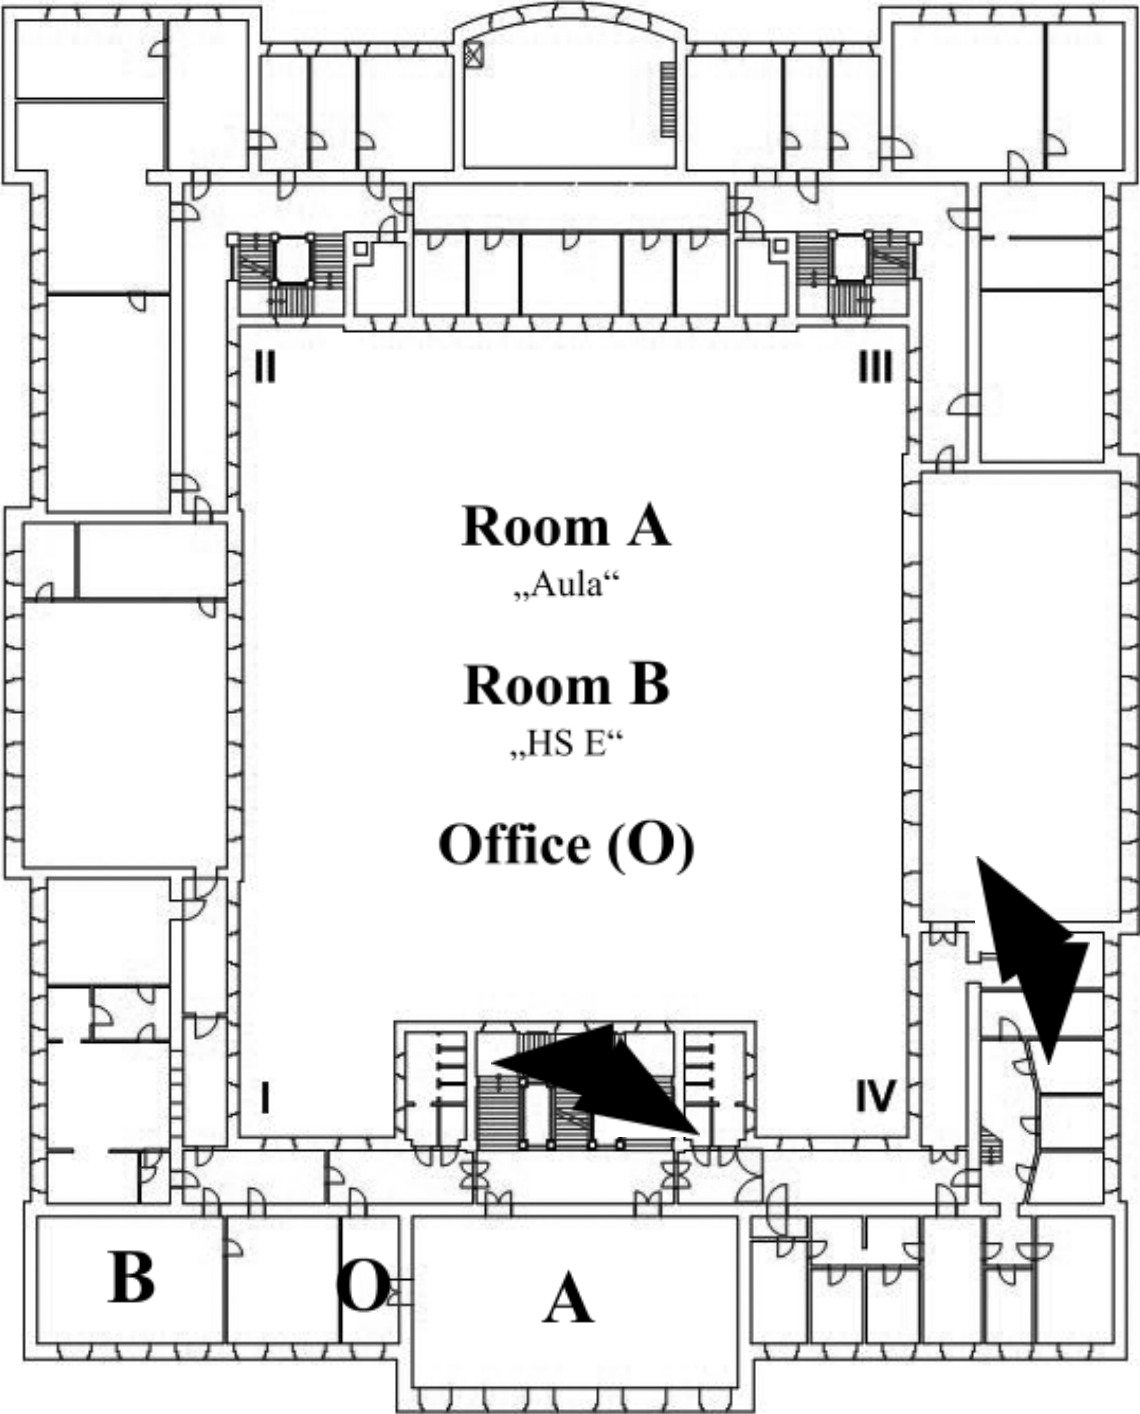 II
III
Room A
„Aula“
Room B
„HS E“
Office (O)
I
IV
B
O
A